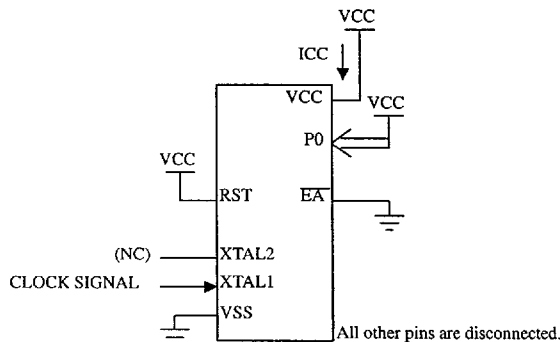 VCC
ICC
VCC
VCC
P0
VCC
RST
EA
(NC)
XTAL2
CLOCK SIGNAL
XTAL1
VSS
All other pins are disconnected.